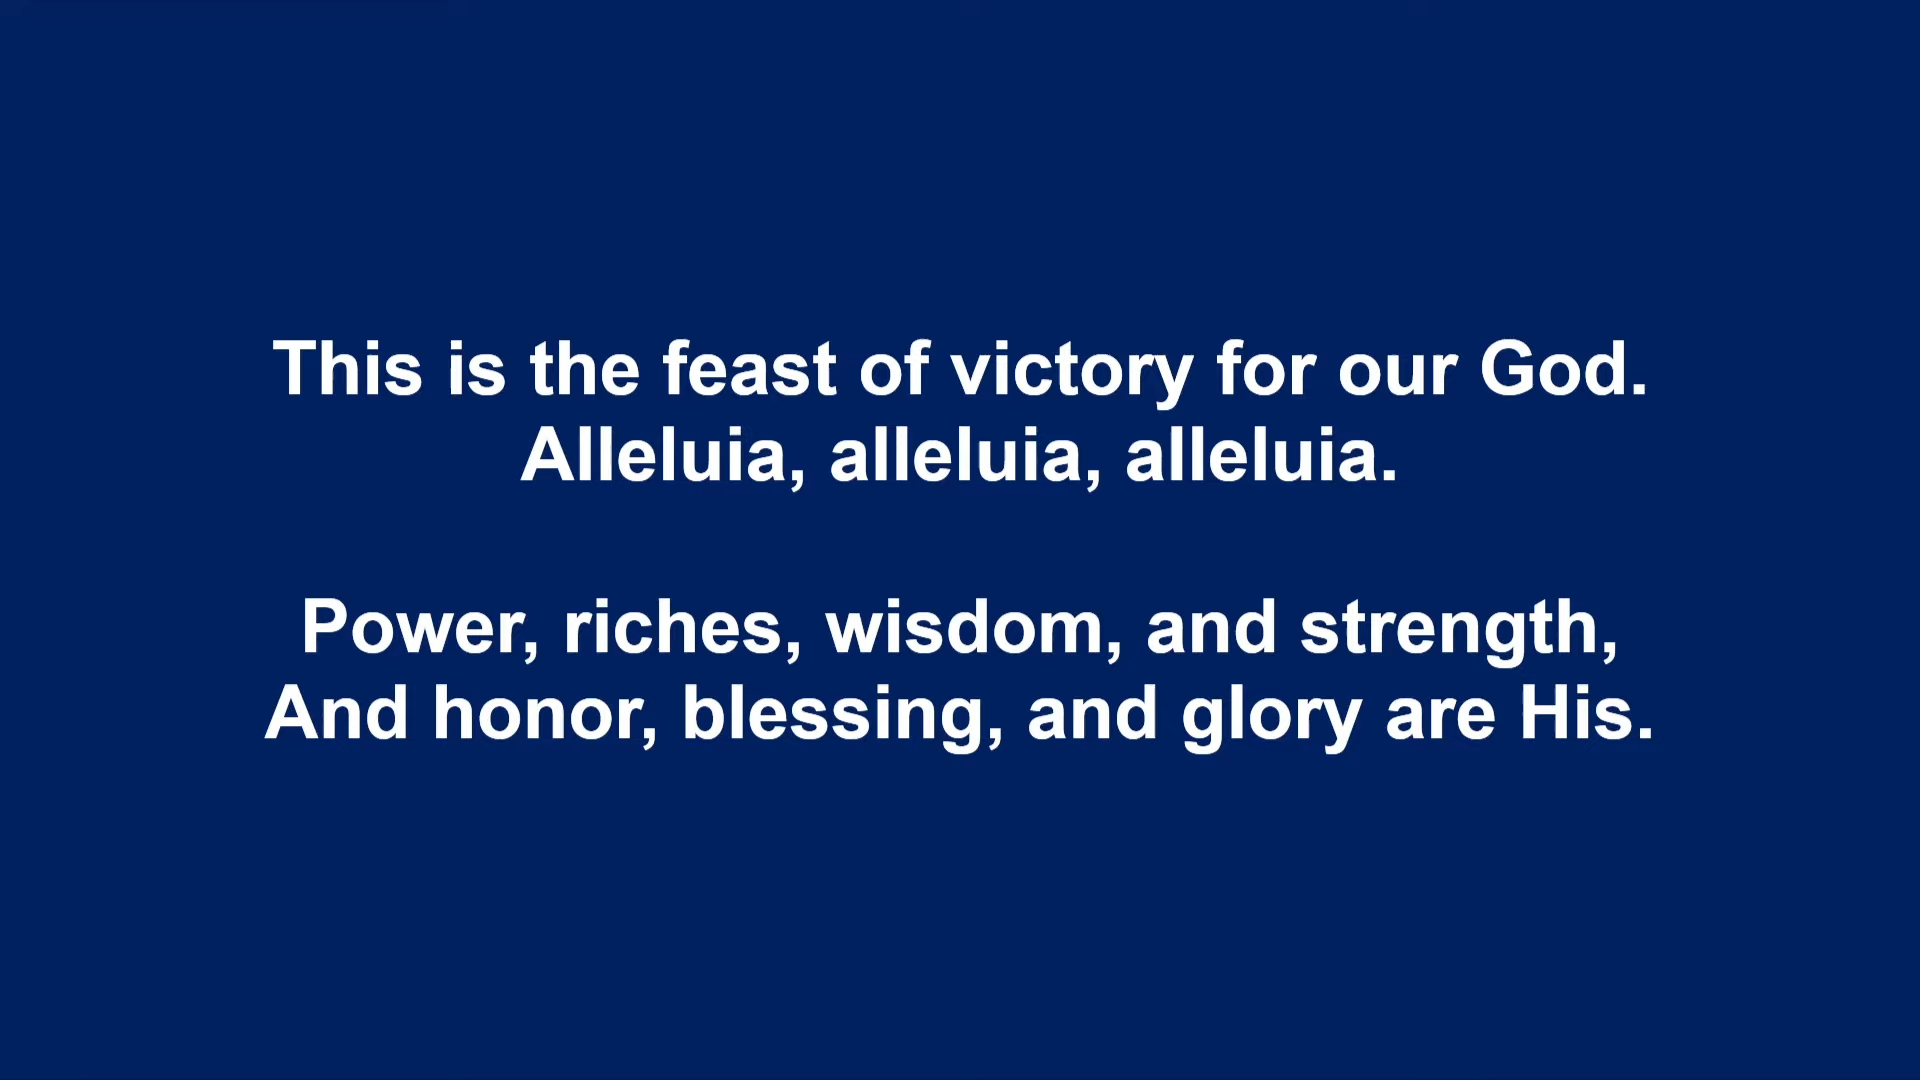 This is the feast of victory for our God.
Alleluia, alleluia, alleluia.
Power, riches, wisdom, and strength,
And honor, blessing, and glory are His.